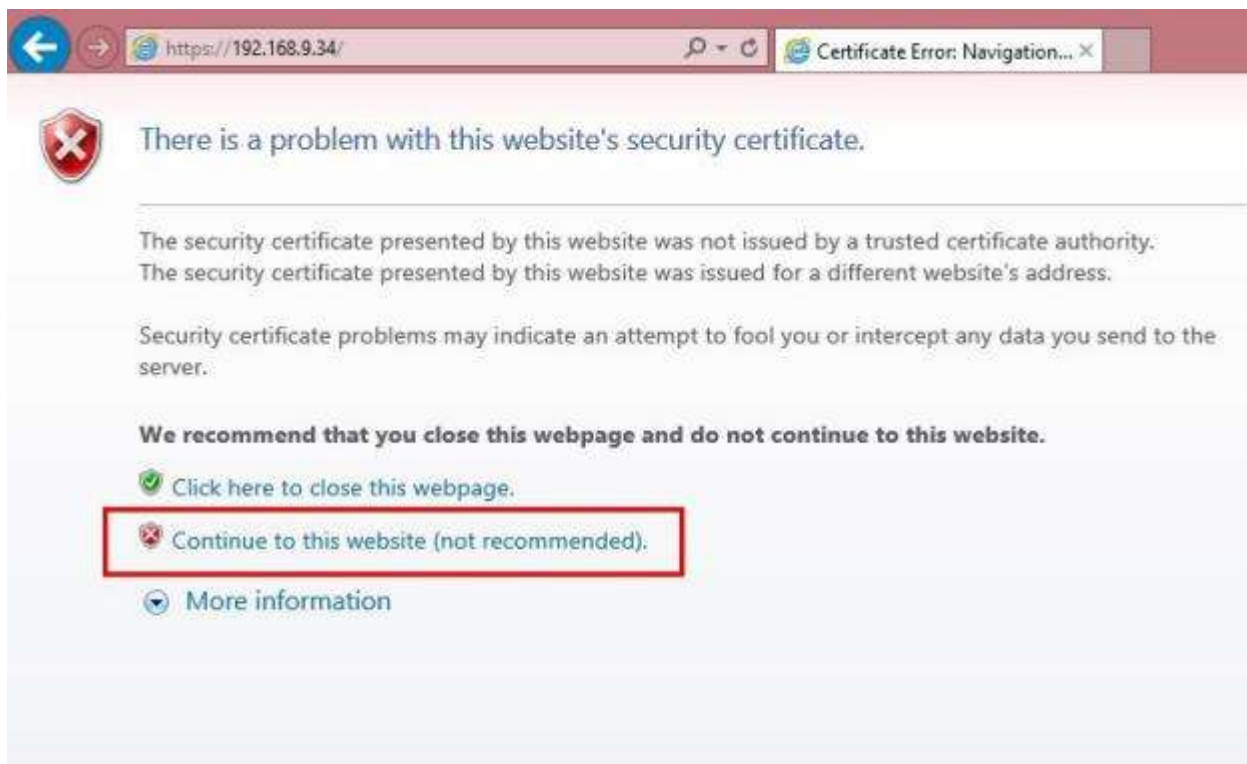 https://192.168.9.34/
Certificate Error: Navigation...
There is a problem with this website's security certificate.
The security certificate presented by this website was not issued by a trusted certificate authority.
The security certificate presented by this website was issued for a different website's address.
Security certificate problems may indicate an attempt to fool you or intercept any data you send to the
server.
We recommend that you close this webpage and do not continue to this website.
Click here to close this webpage.
Continue to this website (not recommended).
More information